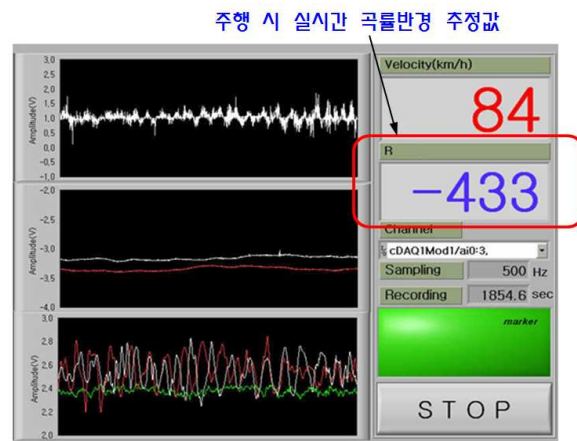 주행 시 실시간 곡률반경 추정값
Velocity(km/h)
84
R
-433
Channel
cDAQ1Mod1/ai0:3,
Sampling 500 Hz
Recording 1854.6 sec
marker
STOP
Amplitude(V)
3,0
2,5
2,0
1,5
1,0
0,5
0,0
-0,5
-1,0
Amplitude(V)
-2,0
-2,5
-3,0
-3,5
-4,0
Amplitude(V)
3,0
2,8
2,6
2,4
2,2
2,0